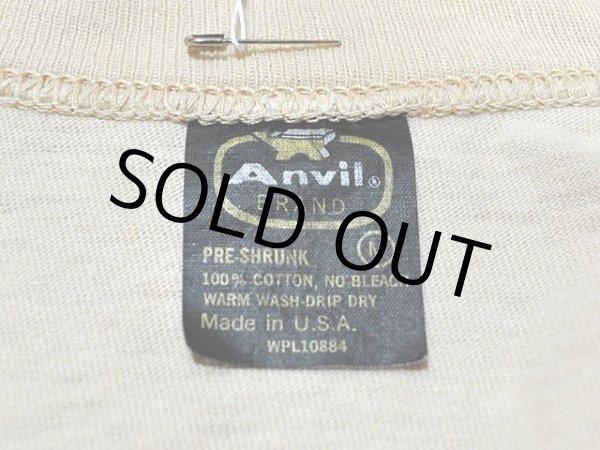 Anvil®
BRAND
SOLD OUT
PRE-SHRUNK M
100% COTTON, NO BLEACH
WARM WASH-DRIP DRY
Made in U.S.A.
WPL10884